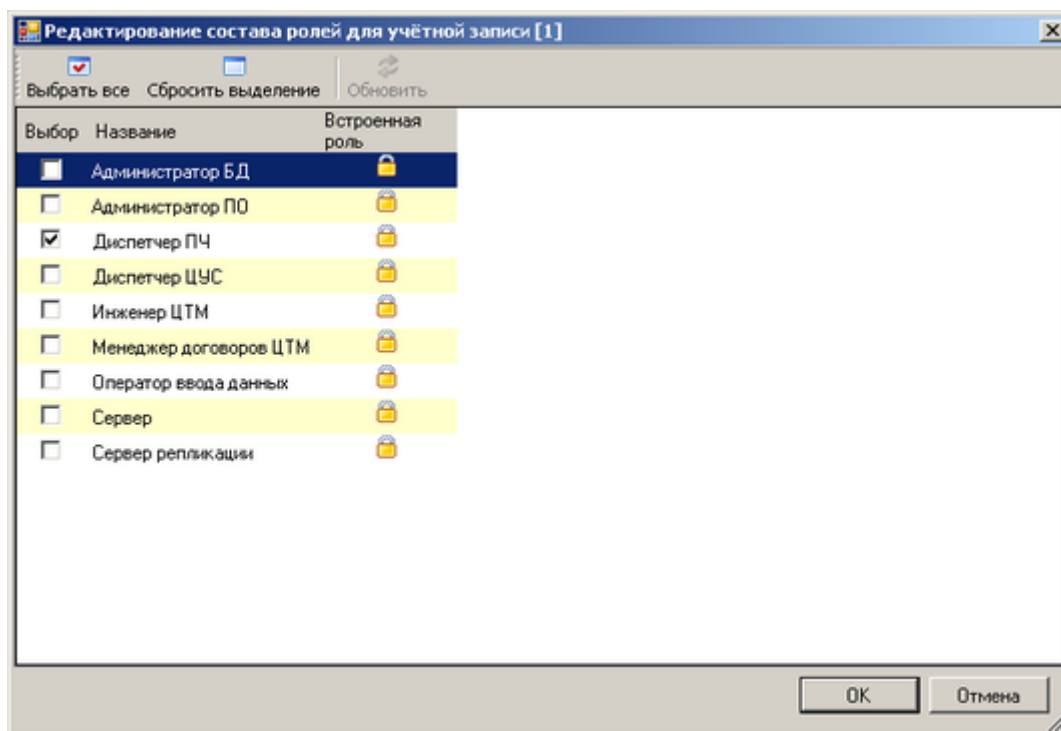 Редактирование состава ролей для учётной записи [1]
Выбрать все Сбросить выделение Обновить
Выбор Название Встроенная роль
Администратор БД
Администратор ПО
Диспетчер ПЧ
Диспетчер ЦУС
Инженер ЦТМ
Менеджер договоров ЦТМ
Оператор ввода данных
Сервер
Сервер репликации
OK Отмена